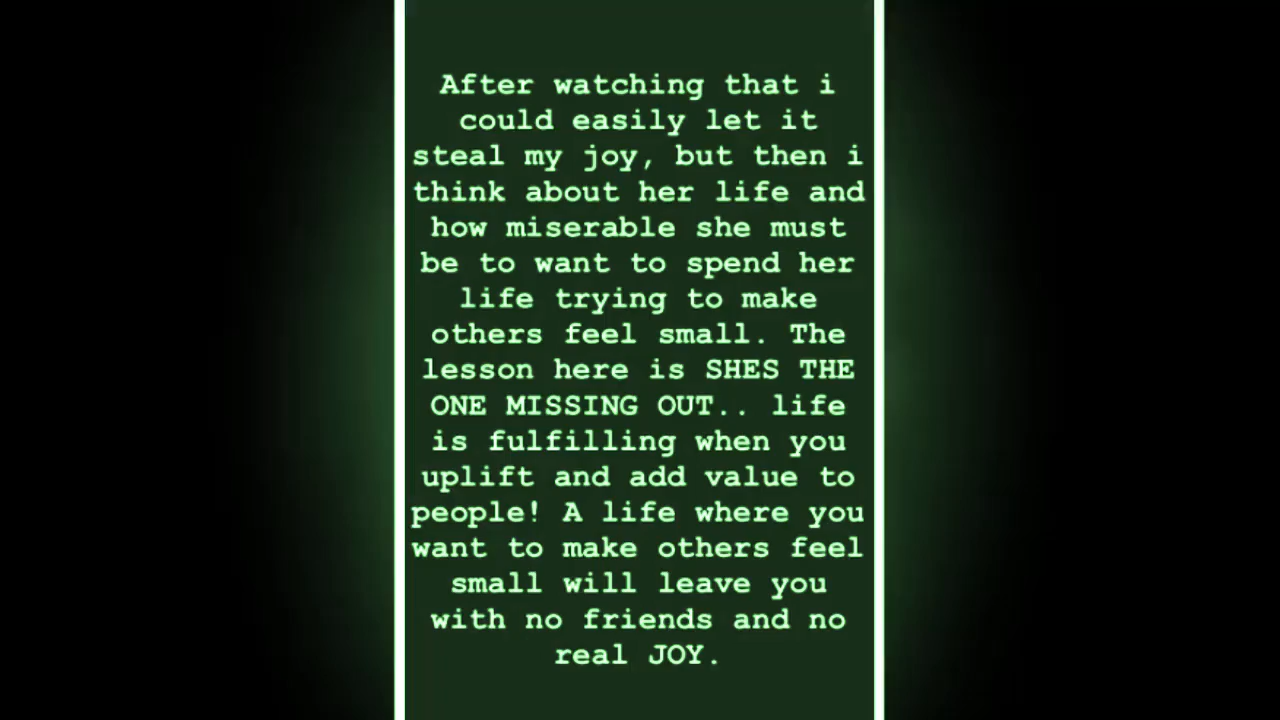 After watching that i
could easily let it
steal my joy, but then i
think about her life and
how miserable she must
be to want to spend her
life trying to make
others feel small. The
lesson here is SHES THE
ONE MISSING OUT.. life
is fulfilling when you
uplift and add value to
people! A life where you
want to make others feel
small will leave you
with no friends and no
real JOY.